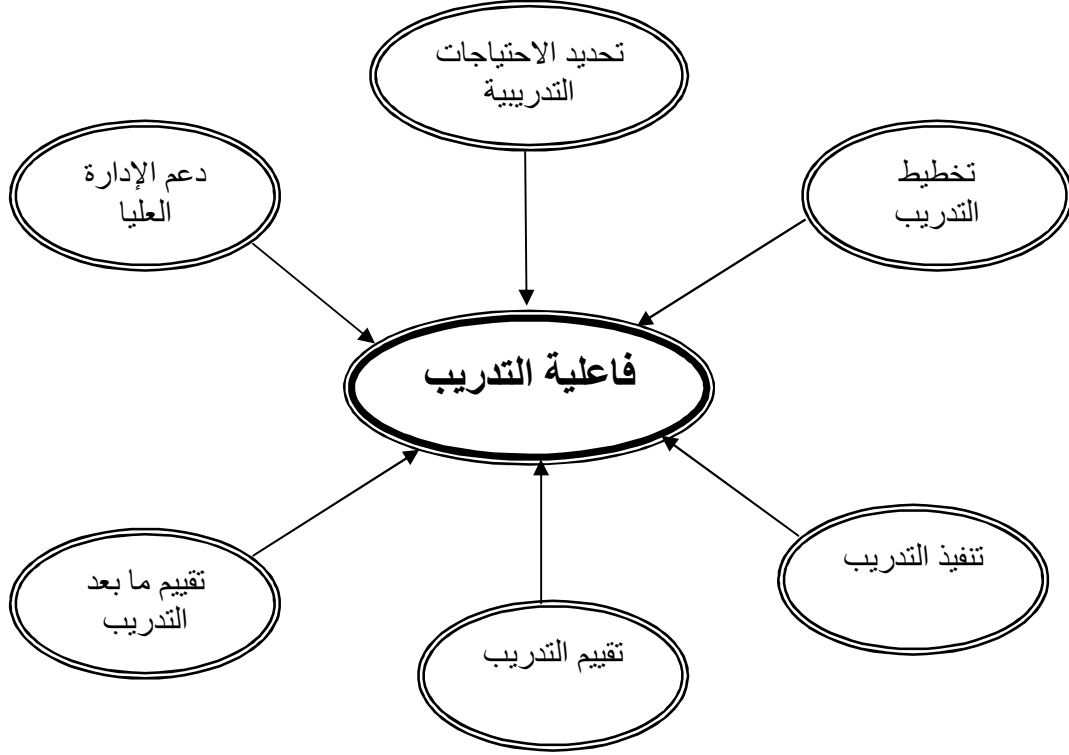 تحديد الاحتياجات
التدريبية
تخطيط
التدريب
دعم الإدارة
العليا
فاعلية التدريب
تنفيذ التدريب
تقييم ما بعد
التدريب
تقييم التدريب